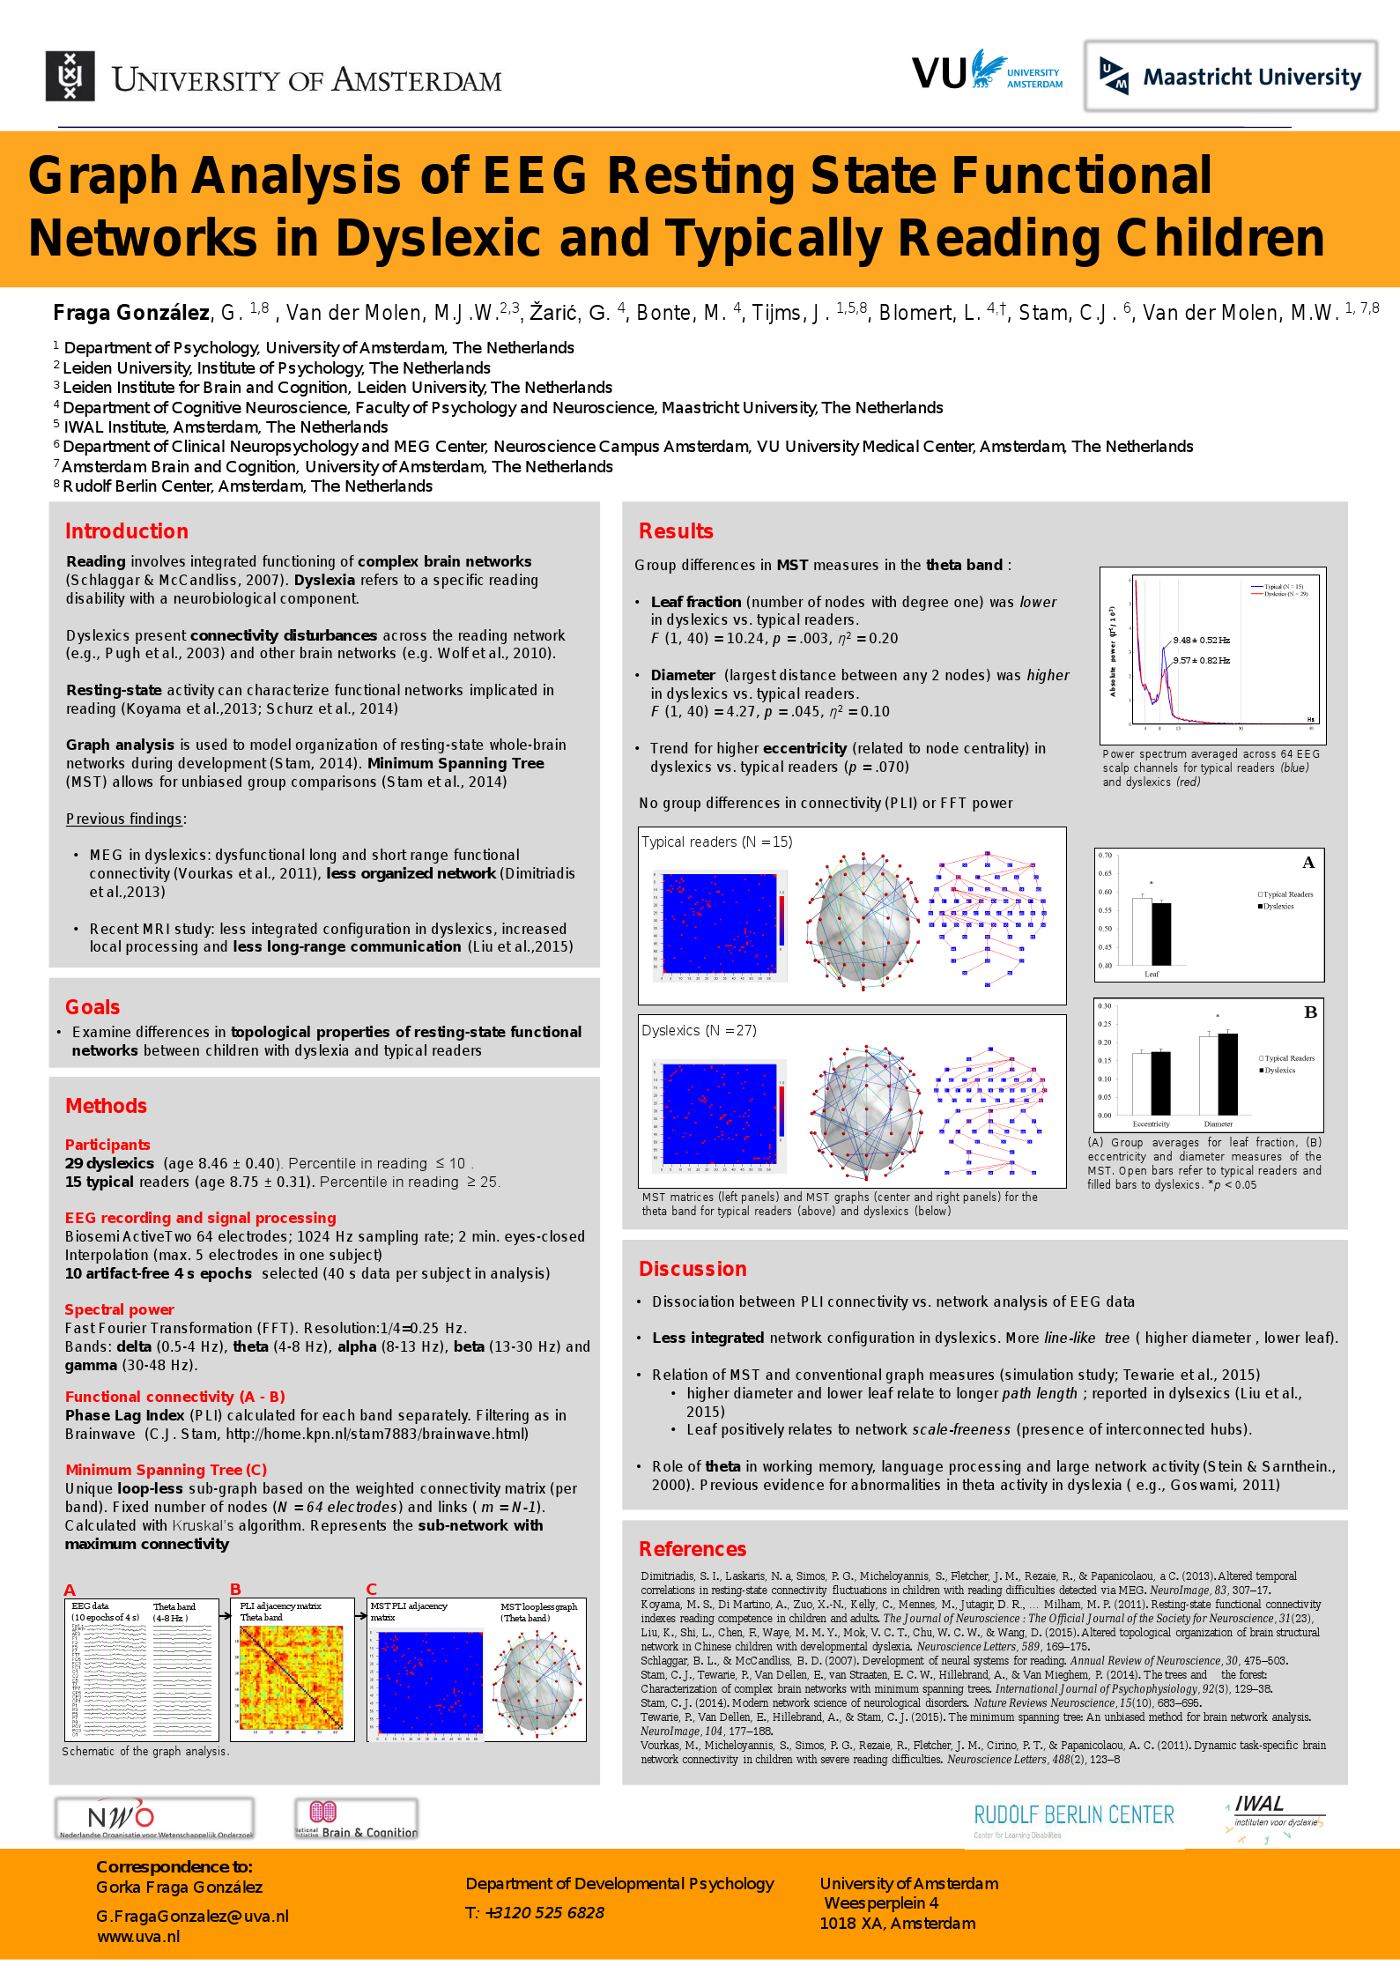 UNIVERSITY OF AMSTERDAM
VU UNIVERSITY
AMSTERDAM
Maastricht University
Graph Analysis of EEG Resting State Functional
Networks in Dyslexic and Typically Reading Children
Fraga González, G. 1,8 , Van der Molen, M.J.W.2,3, Žarić, G. 4, Bonte, M. 4, Tijms, J. 1,5,8, Blomert, L. 4,†, Stam, C.J. 6, Van der Molen, M.W. 1, 7,8
1 Department of Psychology, University of Amsterdam, The Netherlands
2 Leiden University, Institute of Psychology, The Netherlands
3 Leiden Institute for Brain and Cognition, Leiden University, The Netherlands
4 Department of Cognitive Neuroscience, Faculty of Psychology and Neuroscience, Maastricht University, The Netherlands
5 IWAL Institute, Amsterdam, The Netherlands
6 Department of Clinical Neuropsychology and MEG Center, Neuroscience Campus Amsterdam, VU University Medical Center, Amsterdam, The Netherlands
7 Amsterdam Brain and Cognition, University of Amsterdam, The Netherlands
8 Rudolf Berlin Center, Amsterdam, The Netherlands
Introduction
Reading involves integrated functioning of complex brain networks
(Schlaggar & McCandliss, 2007). Dyslexia refers to a specific reading
disability with a neurobiological component.
Dyslexics present connectivity disturbances across the reading network
(e.g., Pugh et al., 2003) and other brain networks (e.g. Wolf et al., 2010).
Resting-state activity can characterize functional networks implicated in
reading (Koyama et al.,2013; Schurz et al., 2014)
Graph analysis is used to model organization of resting-state whole-brain
networks during development (Stam, 2014). Minimum Spanning Tree
(MST) allows for unbiased group comparisons (Stam et al., 2014)
Previous findings:
• MEG in dyslexics: dysfunctional long and short range functional
connectivity (Vourkas et al., 2011), less organized network (Dimitriadis
et al.,2013)
• Recent MRI study: less integrated configuration in dyslexics, increased
local processing and less long-range communication (Liu et al.,2015)
Goals
• Examine differences in topological properties of resting-state functional
networks between children with dyslexia and typical readers
Methods
Participants
29 dyslexics (age 8.46 ± 0.40). Percentile in reading ≤ 10 .
15 typical readers (age 8.75 ± 0.31). Percentile in reading ≥ 25.
EEG recording and signal processing
Biosemi ActiveTwo 64 electrodes; 1024 Hz sampling rate; 2 min. eyes-closed
Interpolation (max. 5 electrodes in one subject)
10 artifact-free 4 s epochs selected (40 s data per subject in analysis)
Spectral power
Fast Fourier Transformation (FFT). Resolution:1/4=0.25 Hz.
Bands: delta (0.5-4 Hz), theta (4-8 Hz), alpha (8-13 Hz), beta (13-30 Hz) and
gamma (30-48 Hz).
Functional connectivity (A - B)
Phase Lag Index (PLI) calculated for each band separately. Filtering as in
Brainwave (C.J. Stam, http://home.kpn.nl/stam7883/brainwave.html)
Minimum Spanning Tree (C)
Unique loop-less sub-graph based on the weighted connectivity matrix (per
band). Fixed number of nodes (N = 64 electrodes) and links ( m = N-1).
Calculated with Kruskal's algorithm. Represents the sub-network with
maximum connectivity
A B C
EEG data
(10 epochs of 4 s)
Theta band
(4-8 Hz )
PLI adjacency matrix
Theta band
MST PLI adjacency
matrix
MST loopless graph
(Theta band)
Schematic of the graph analysis.
Results
Group differences in MST measures in the theta band :
• Leaf fraction (number of nodes with degree one) was lower
in dyslexics vs. typical readers.
F (1, 40) = 10.24, p = .003, η2 = 0.20
• Diameter (largest distance between any 2 nodes) was higher
in dyslexics vs. typical readers.
F (1, 40) = 4.27, p = .045, η2 = 0.10
• Trend for higher eccentricity (related to node centrality) in
dyslexics vs. typical readers (p = .070)
No group differences in connectivity (PLI) or FFT power
Typical (N = 15)
Dyslexics (N = 29)
9.48 ± 0.52 Hz
9.57 ± 0.82 Hz
Hz
Power spectrum averaged across 64 EEG
scalp channels for typical readers (blue)
and dyslexics (red)
Typical readers (N = 15)
Dyslexics (N = 27)
MST matrices (left panels) and MST graphs (center and right panels) for the
theta band for typical readers (above) and dyslexics (below)
A
0.70
0.65
0.60
0.55
0.50
0.45
0.40
*
Leaf
Typical Readers
Dyslexics
B
0.30
0.25
0.20
0.15
0.10
0.05
0.00
*
Eccentricity Diameter
Typical Readers
Dyslexics
(A) Group averages for leaf fraction, (B)
eccentricity and diameter measures of the
MST. Open bars refer to typical readers and
filled bars to dyslexics. *p < 0.05
Discussion
• Dissociation between PLI connectivity vs. network analysis of EEG data
• Less integrated network configuration in dyslexics. More line-like tree ( higher diameter , lower leaf).
• Relation of MST and conventional graph measures (simulation study; Tewarie et al., 2015)
• higher diameter and lower leaf relate to longer path length ; reported in dylsexics (Liu et al.,
2015)
• Leaf positively relates to network scale-freeness (presence of interconnected hubs).
• Role of theta in working memory, language processing and large network activity (Stein & Sarnthein.,
2000). Previous evidence for abnormalities in theta activity in dyslexia ( e.g., Goswami, 2011)
References
Dimitriadis, S. I., Laskaris, N. a, Simos, P. G., Micheloyannis, S., Fletcher, J. M., Rezaie, R., & Papanicolaou, a C. (2013). Altered temporal
correlations in resting-state connectivity fluctuations in children with reading difficulties detected via MEG. NeuroImage, 83, 307–17.
Koyama, M. S., Di Martino, A., Zuo, X.-N., Kelly, C., Mennes, M., Jutagir, D. R., … Milham, M. P. (2011). Resting-state functional connectivity
indexes reading competence in children and adults. The Journal of Neuroscience : The Official Journal of the Society for Neuroscience, 31(23),
Liu, K., Shi, L., Chen, F., Waye, M. M. Y., Mok, V. C. T., Chu, W. C. W., & Wang, D. (2015). Altered topological organization of brain structural
network in Chinese children with developmental dyslexia. Neuroscience Letters, 589, 169–175.
Schlaggar, B. L., & McCandliss, B. D. (2007). Development of neural systems for reading. Annual Review of Neuroscience, 30, 475–503.
Stam, C. J., Tewarie, P., Van Dellen, E., van Straaten, E. C. W., Hillebrand, A., & Van Mieghem, P. (2014). The trees and the forest:
Characterization of complex brain networks with minimum spanning trees. International Journal of Psychophysiology, 92(3), 129–38.
Stam, C. J. (2014). Modern network science of neurological disorders. Nature Reviews Neuroscience, 15(10), 683–695.
Tewarie, P., Van Dellen, E., Hillebrand, A., & Stam, C. J. (2015). The minimum spanning tree: An unbiased method for brain network analysis.
NeuroImage, 104, 177–188.
Vourkas, M., Micheloyannis, S., Simos, P. G., Rezaie, R., Fletcher, J. M., Cirino, P. T., & Papanicolaou, A. C. (2011). Dynamic task-specific brain
network connectivity in children with severe reading difficulties. Neuroscience Letters, 488(2), 123–8
NWO
Nederlandse Organisatie voor Wetenschappelijk Onderzoek
Brain & Cognition
RUDOLF BERLIN CENTER
Center for Learning Disabilities
IWAL
instituten voor dyslexie
Correspondence to:
Gorka Fraga González
G.FragaGonzalez@uva.nl
www.uva.nl
Department of Developmental Psychology
T: +3120 525 6828
University of Amsterdam
Weesperplein 4
1018 XA, Amsterdam